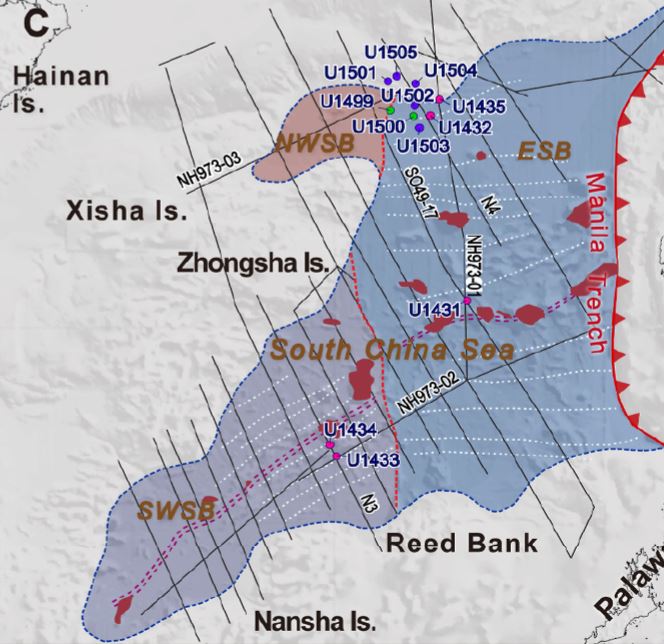 C
Hainan
Is.
U1505
U1501
U1504
U1502
U1499
U1435
U1500
U1432
U1503
NWSB
ESB
NH973-03
SO49-17
N4
Xisha Is.
Manila Trench
Zhongsha Is.
NH973-01
U1431
South China Sea
NH973-02
U1434
U1433
SWSB
N3
Reed Bank
Palaw
Nansha Is.